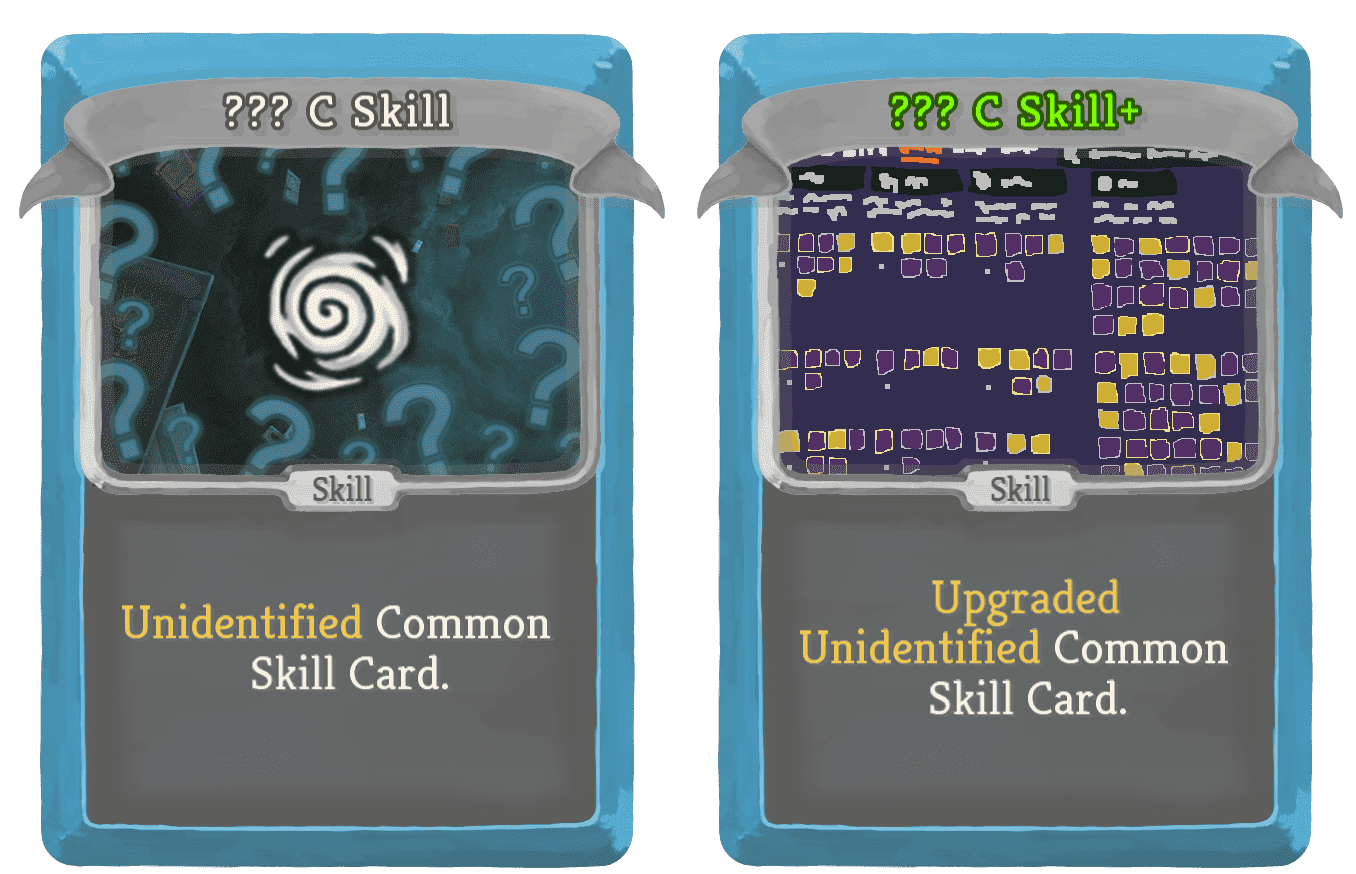 ??? C Skill
Skill
Unidentified Common
Skill Card.
??? C Skill+
Skill
Upgraded
Unidentified Common
Skill Card.